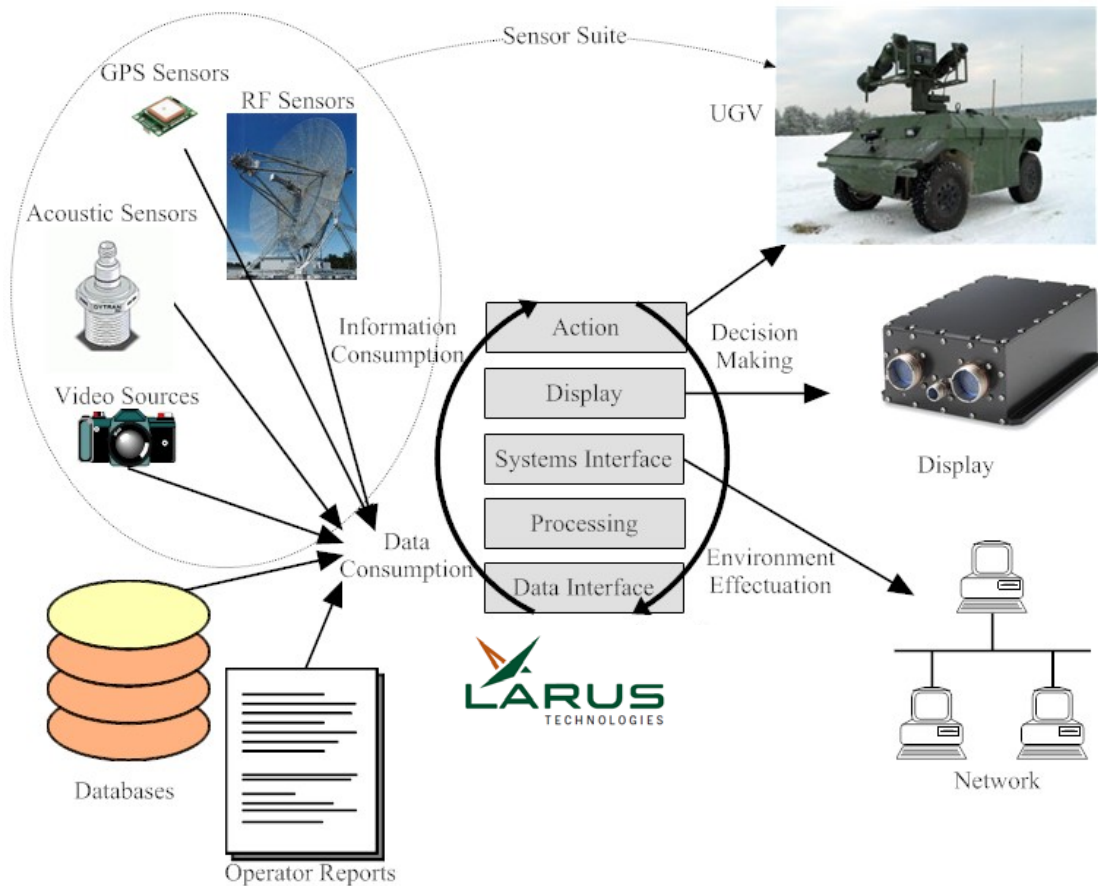 Sensor Suite
GPS Sensors
RF Sensors
UGV
Acoustic Sensors
DYTRAN
Video Sources
Information
Consumption
Action
Decision
Making
Display
Systems Interface
Display
Processing
Data
Consumption
Data Interface
Environment
Effectuation
LARUS
TECHNOLOGIES
Databases
Network
Operator Reports